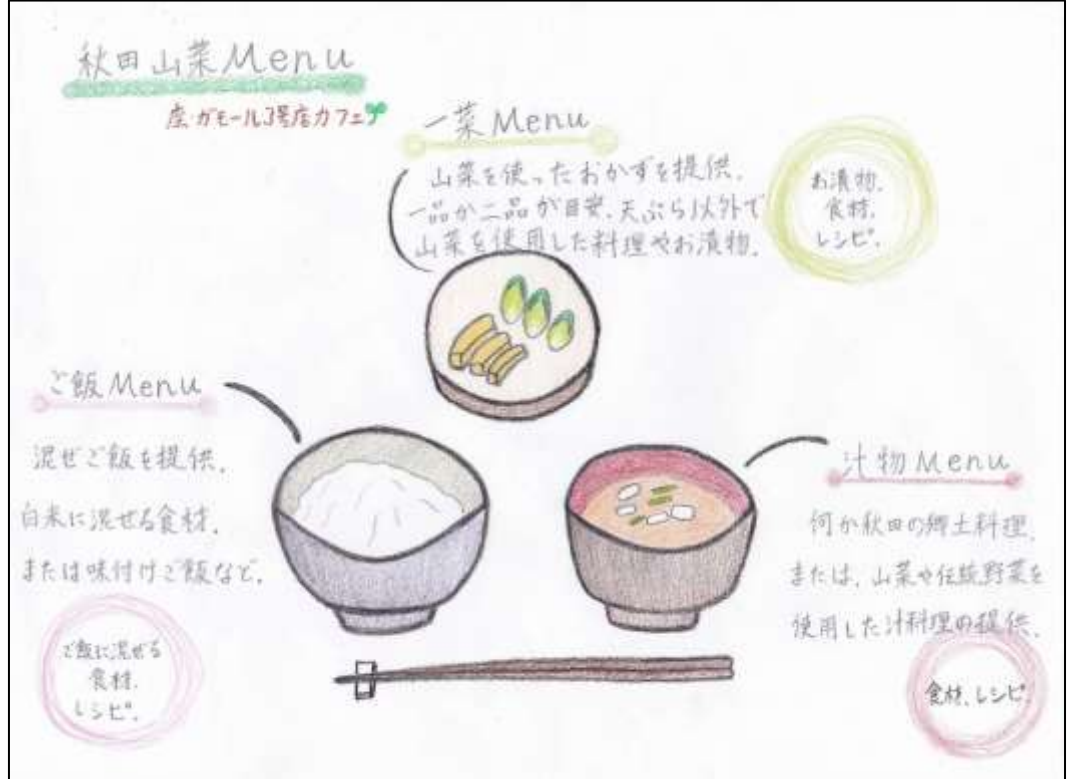 秋田山菜Menu
座・ガモール3号店カフェ
一菜Menu
山菜を使ったおかずを提供.
一品か二品が目安.天ぷら以外で
山菜を使用した料理やお漬物.
お漬物.
食材.
レシピ.
ご飯Menu
混ぜご飯を提供.
白米に混ぜる食材.
または味付けご飯など.
ご飯に混ぜる
食材.
レシピ.
汁物Menu
何か秋田の郷土料理.
または、山菜や伝統野菜を
使用した汁料理の提供.
食材.レシピ.